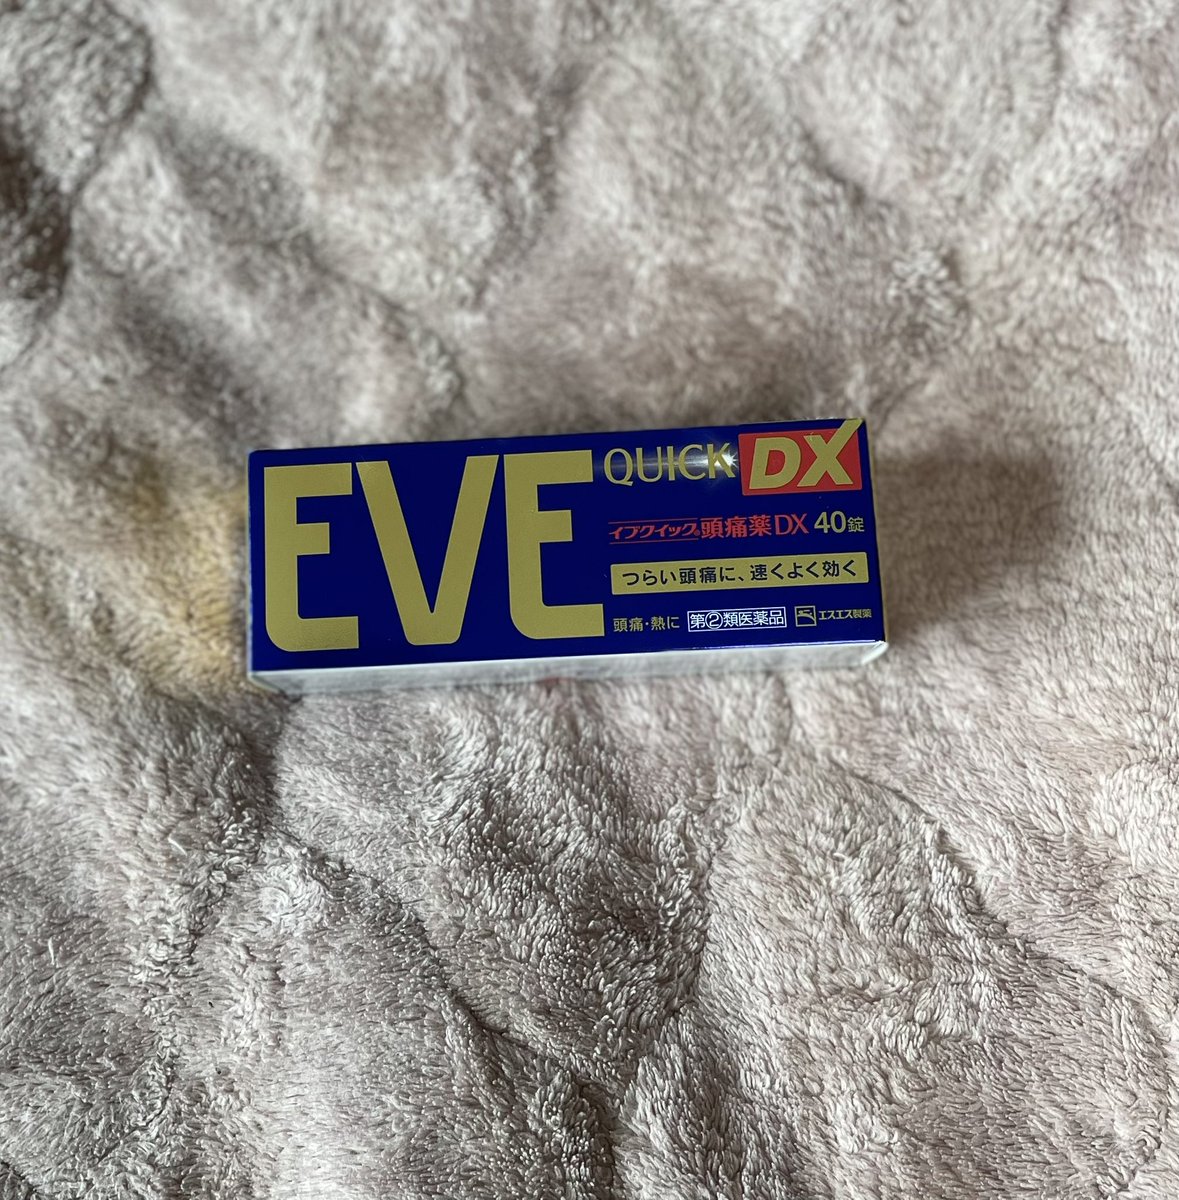 EVE
QUICK DX
イブクイック®頭痛薬DX 40錠
つらい頭痛に、速くよく効く
頭痛・熱に 第②類医薬品 エスエス製薬